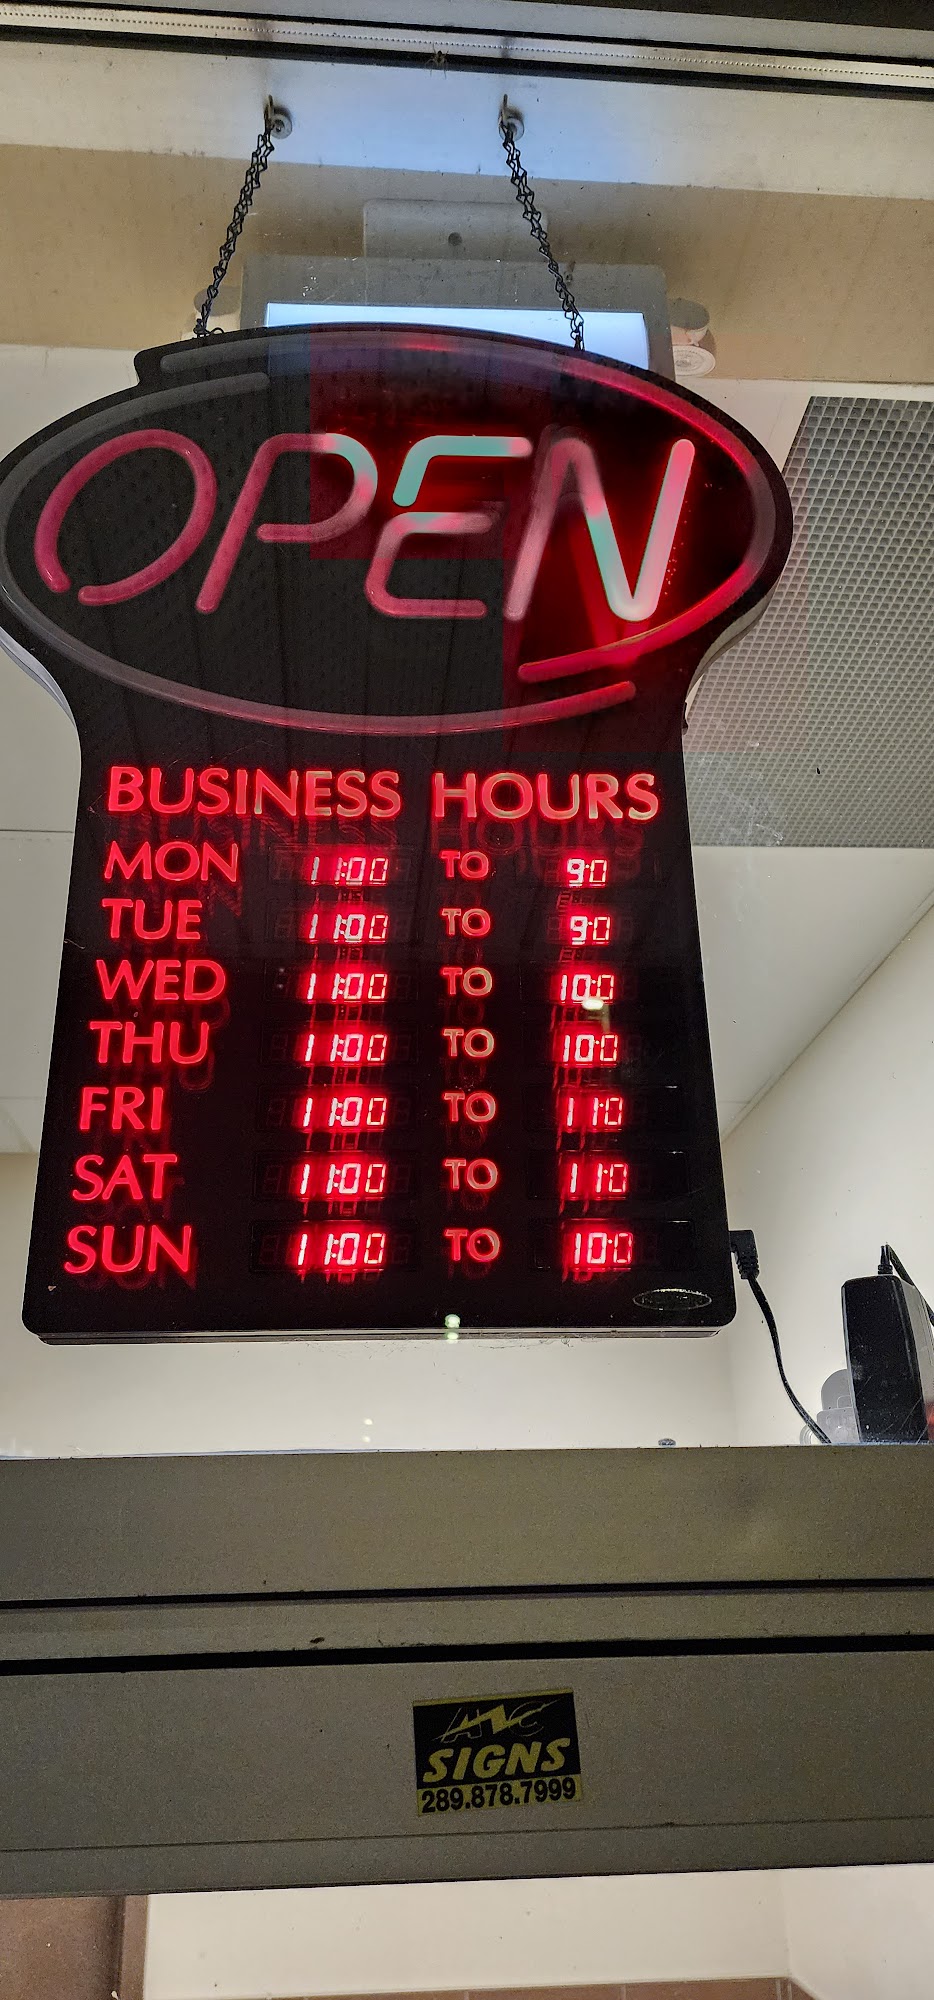 OPEN
BUSINESS HOURS
MON 11:00 TO 9:0
TUE 11:00 TO 9:0
WED 11:00 TO 10:0
THU 11:00 TO 10:0
FRI 11:00 TO 11:0
SAT 11:00 TO 11:0
SUN 11:00 TO 10:0
SIGNS
289.878.7999